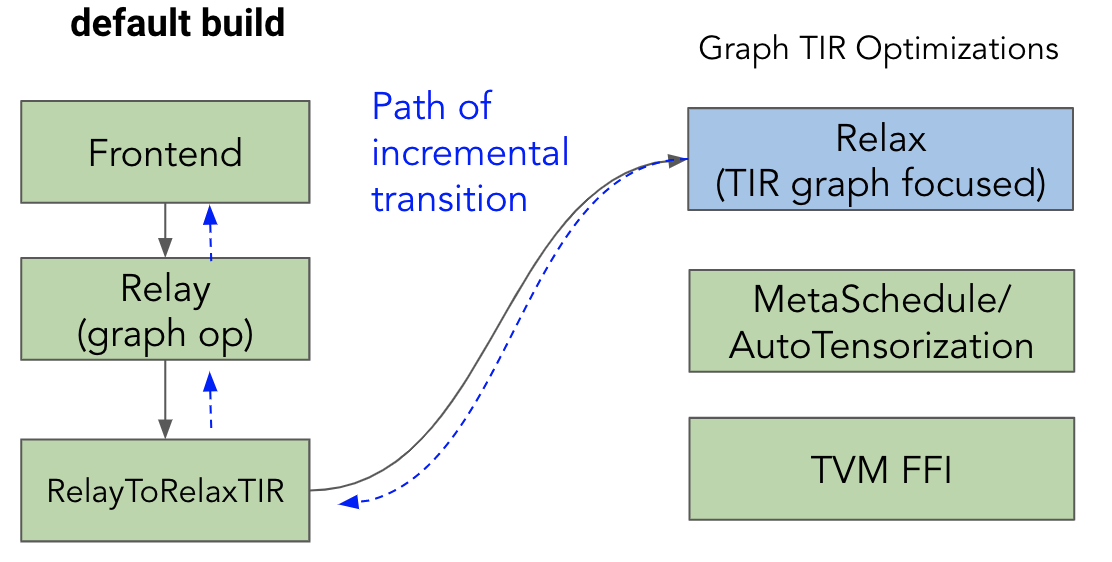 default build
Frontend
Relay
(graph op)
RelayToRelaxTIR
Path of
incremental
transition
Graph TIR Optimizations
Relax
(TIR graph focused)
MetaSchedule/
AutoTensorization
TVM FFI